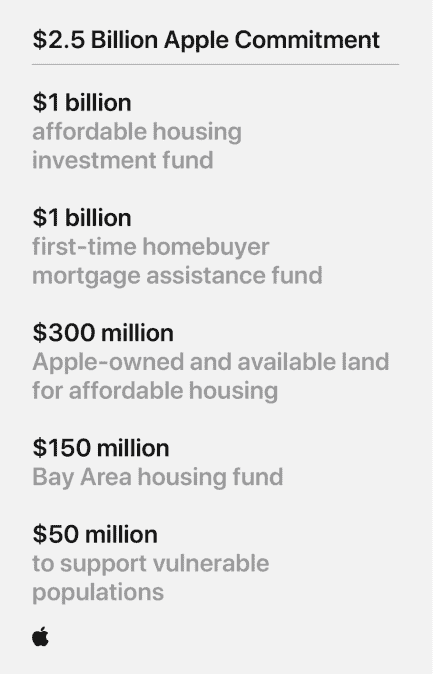 $2.5 Billion Apple Commitment
$1 billion
affordable housing
investment fund
$1 billion
first-time homebuyer
mortgage assistance fund
$300 million
Apple-owned and available land
for affordable housing
$150 million
Bay Area housing fund
$50 million
to support vulnerable
populations